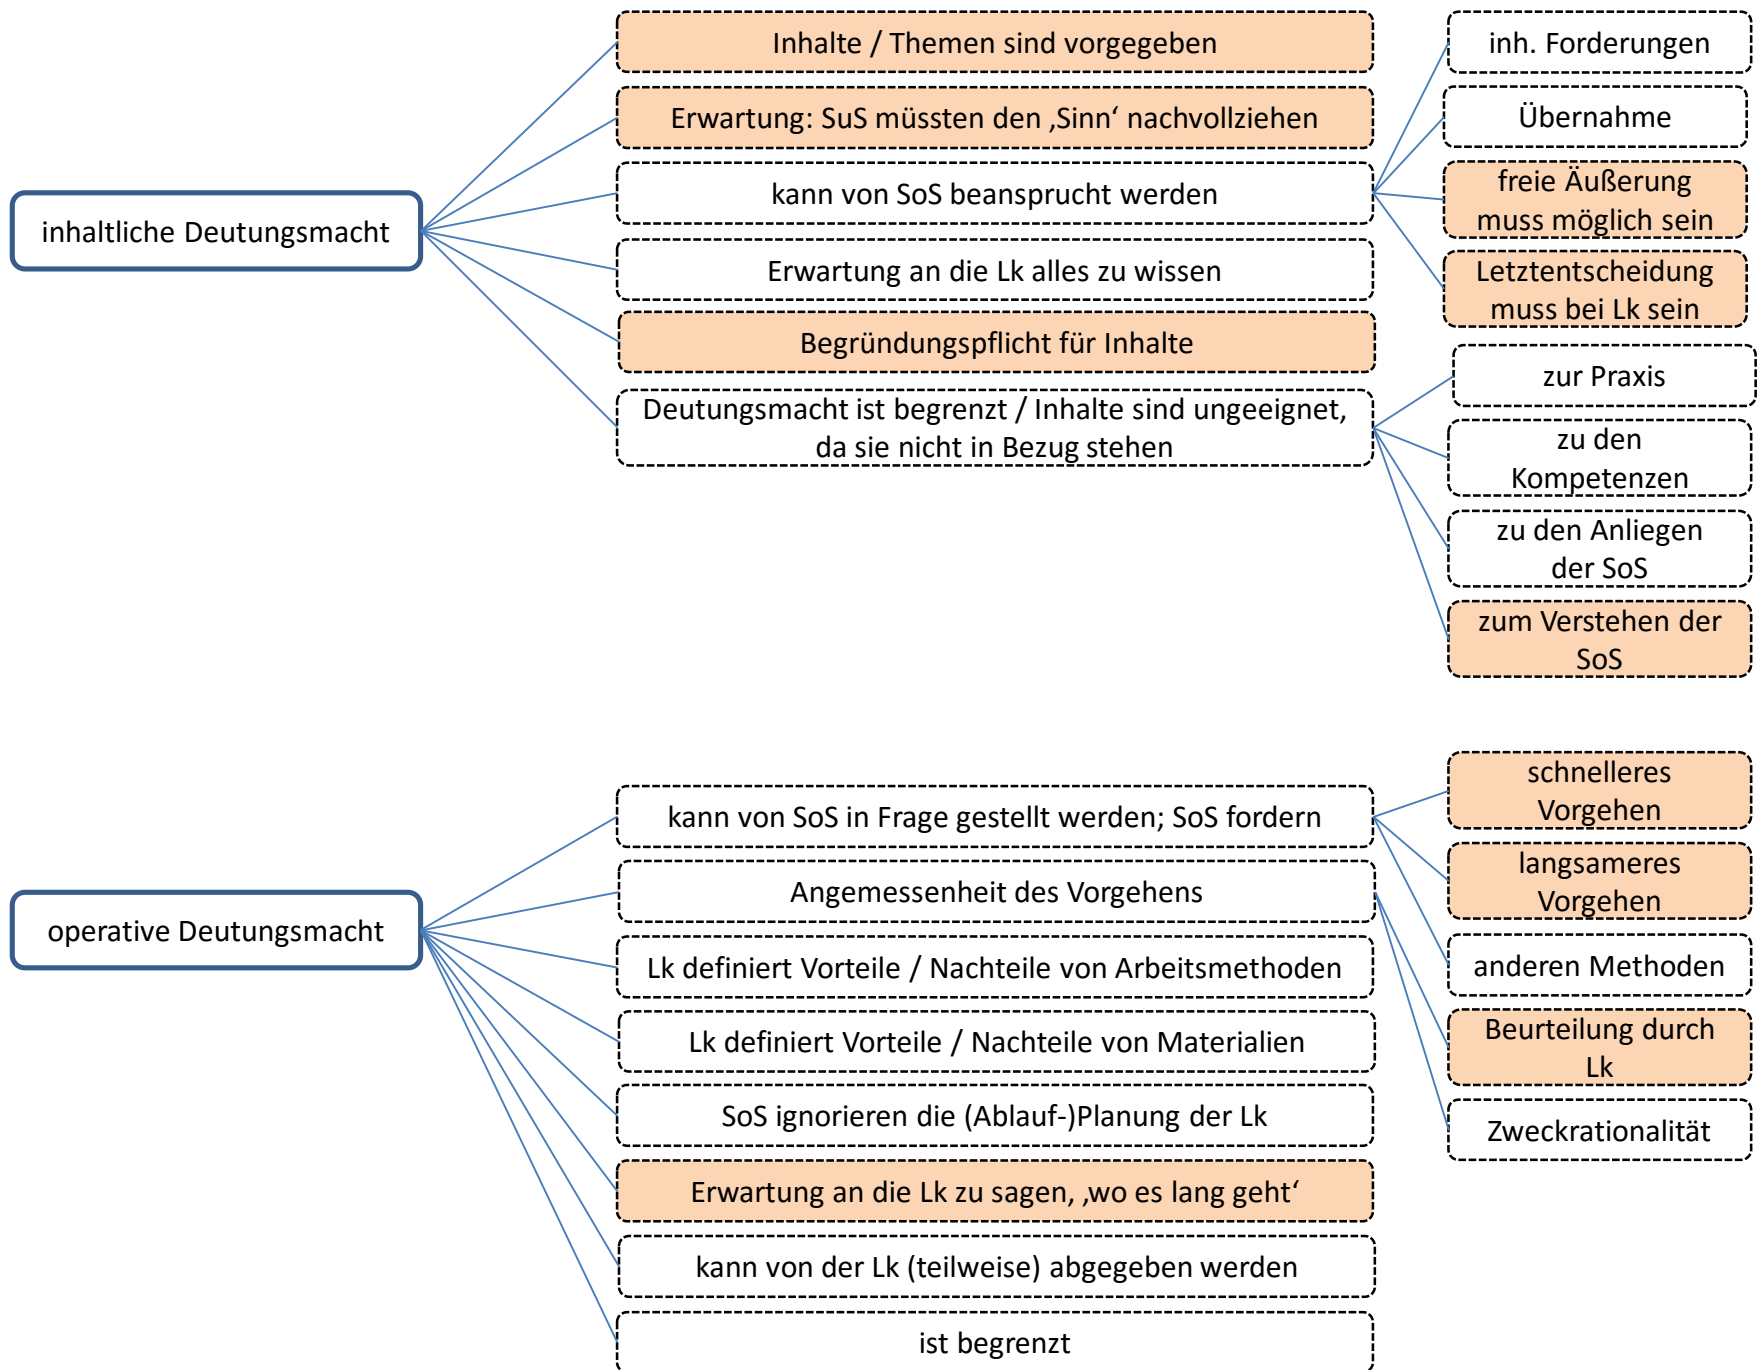 inhaltliche Deutungsmacht
Inhalte / Themen sind vorgegeben
Erwartung: SuS müssten den ‚Sinn‘ nachvollziehen
kann von SoS beansprucht werden
Erwartung an die Lk alles zu wissen
Begründungspflicht für Inhalte
Deutungsmacht ist begrenzt / Inhalte sind ungeeignet,
da sie nicht in Bezug stehen
inh. Forderungen
Übernahme
freie Äußerung
muss möglich sein
Letztentscheidung
muss bei Lk sein
zur Praxis
zu den
Kompetenzen
zu den Anliegen
der SoS
zum Verstehen der
SoS
operative Deutungsmacht
kann von SoS in Frage gestellt werden; SoS fordern
Angemessenheit des Vorgehens
Lk definiert Vorteile / Nachteile von Arbeitsmethoden
Lk definiert Vorteile / Nachteile von Materialien
SoS ignorieren die (Ablauf-)Planung der Lk
Erwartung an die Lk zu sagen, ‚wo es lang geht‘
kann von der Lk (teilweise) abgegeben werden
ist begrenzt
schnelleres
Vorgehen
langsameres
Vorgehen
anderen Methoden
Beurteilung durch
Lk
Zweckrationalität